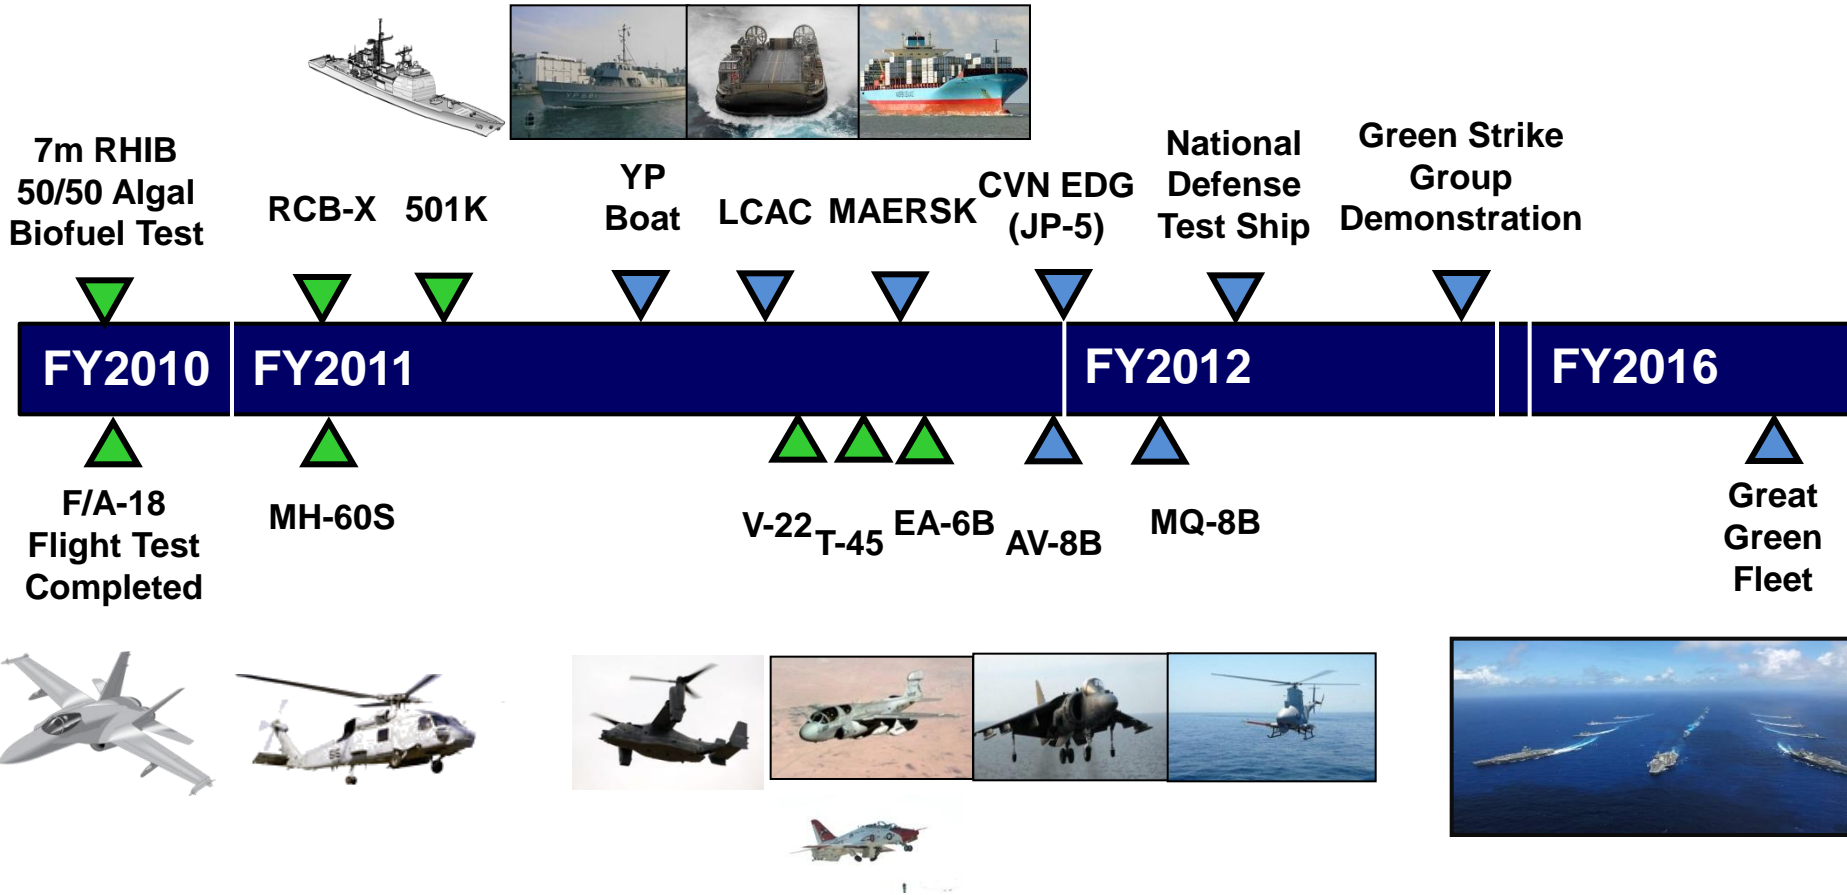 7m RHIB
50/50 Algal
Biofuel Test
RCB-X
501K
YP
Boat
LCAC
MAERSK
CVN EDG
(JP-5)
National
Defense
Test Ship
Green Strike
Group
Demonstration
FY2010
FY2011
FY2012
FY2016
F/A-18
Flight Test
Completed
MH-60S
V-22
T-45
EA-6B
AV-8B
MQ-8B
Great
Green
Fleet